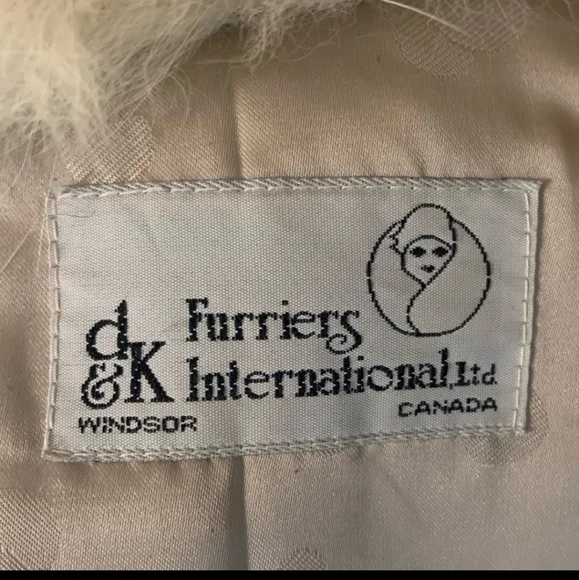 d&K Furriers
International, Ltd.
WINDSOR CANADA